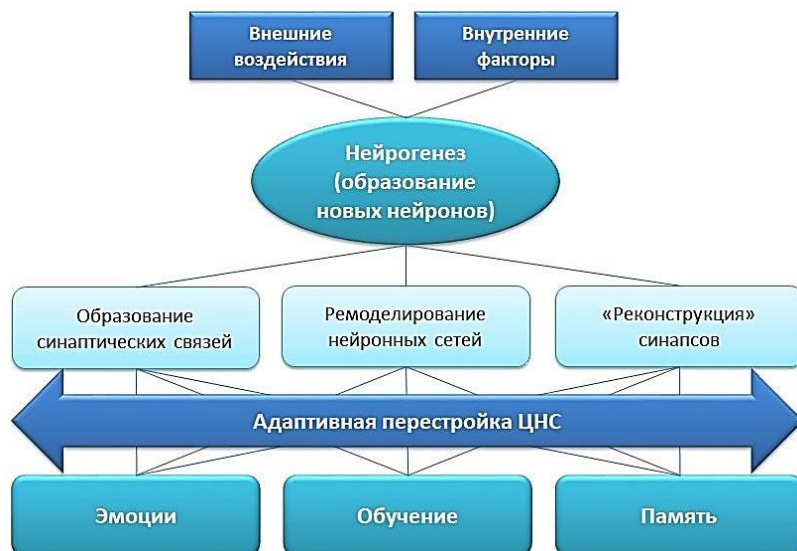 Внешние
воздействия
Внутренние
факторы
Нейрогенез
(образование
новых нейронов)
Образование
синаптических связей
Ремоделирование
нейронных сетей
«Реконструкция»
синапсов
Адаптивная перестройка ЦНС
Эмоции
Обучение
Память